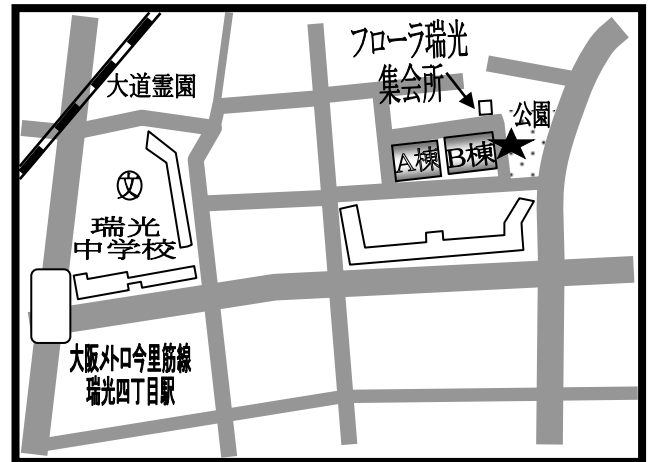 フローラ瑞光
集会所
大道霊園
公園
A棟
B棟
文
瑞光
中学校
大阪メトロ今里筋線
瑞光四丁目駅